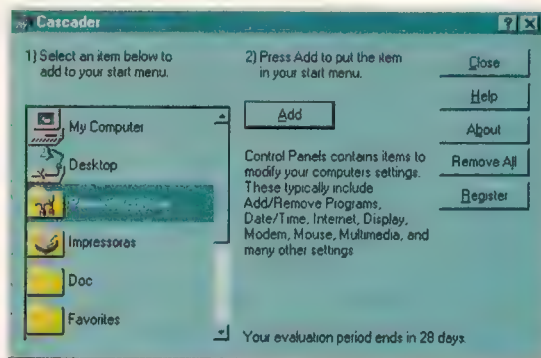 Cascader
1) Select an item below to
add to your start menu.
2) Press Add to put the item
in your start menu.
Close
Help
About
Remove All
Register
Add
My Computer
Desktop
Impressoras
Doc
Favorites
Control Panels contains items to
modify your computers settings.
These typically include
Add/Remove Programs,
Date/Time, Internet, Display,
Modem, Mouse, Multimedia, and
many other settings
Your evaluation period ends in 28 days